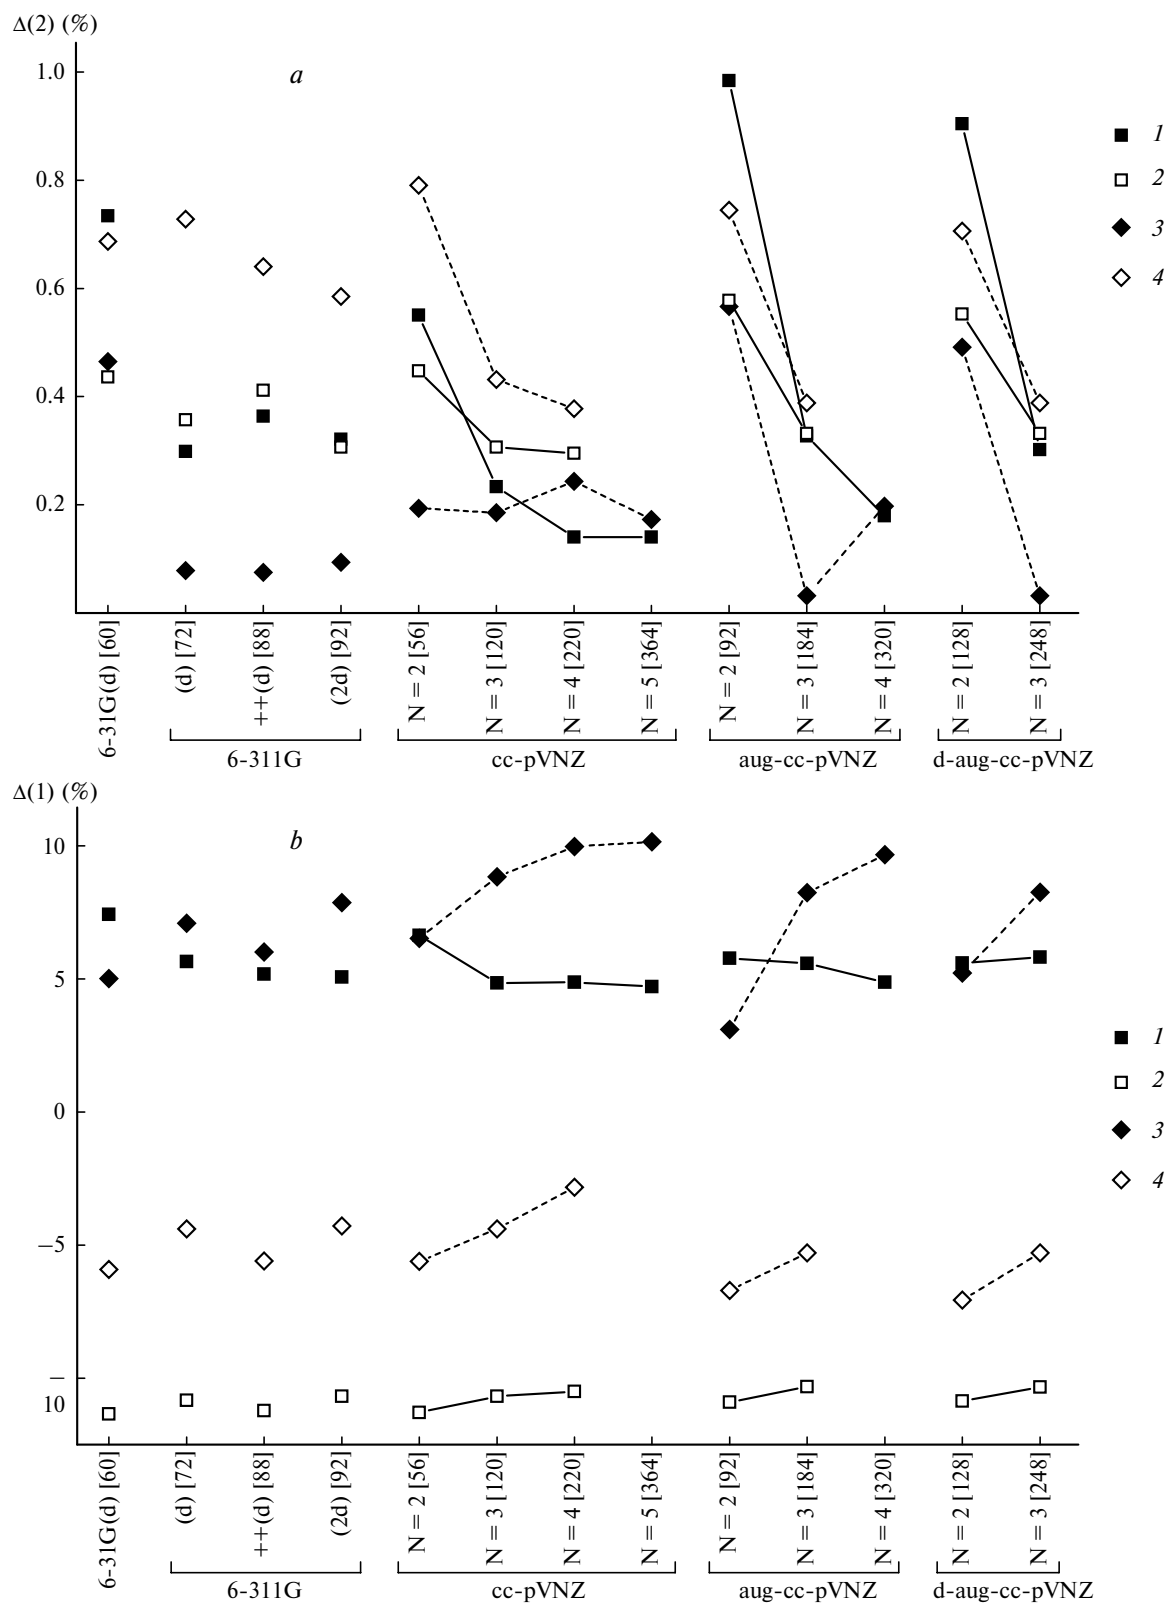 Δ(2) (%)
a
1.0
0.8
0.6
0.4
0.2
1
2
3
4
6-31G(d) [60]
(d) [72]
++(d) [88]
(2d) [92]
N = 2 [56]
N = 3 [120]
N = 4 [220]
N = 5 [364]
N = 2 [92]
N = 3 [184]
N = 4 [320]
N = 2 [128]
N = 3 [248]
6-311G
cc-pVNZ
aug-cc-pVNZ
d-aug-cc-pVNZ
Δ(1) (%)
b
10
5
0
−5
−
10
1
2
3
4
6-31G(d) [60]
(d) [72]
++(d) [88]
(2d) [92]
N = 2 [56]
N = 3 [120]
N = 4 [220]
N = 5 [364]
N = 2 [92]
N = 3 [184]
N = 4 [320]
N = 2 [128]
N = 3 [248]
6-311G
cc-pVNZ
aug-cc-pVNZ
d-aug-cc-pVNZ